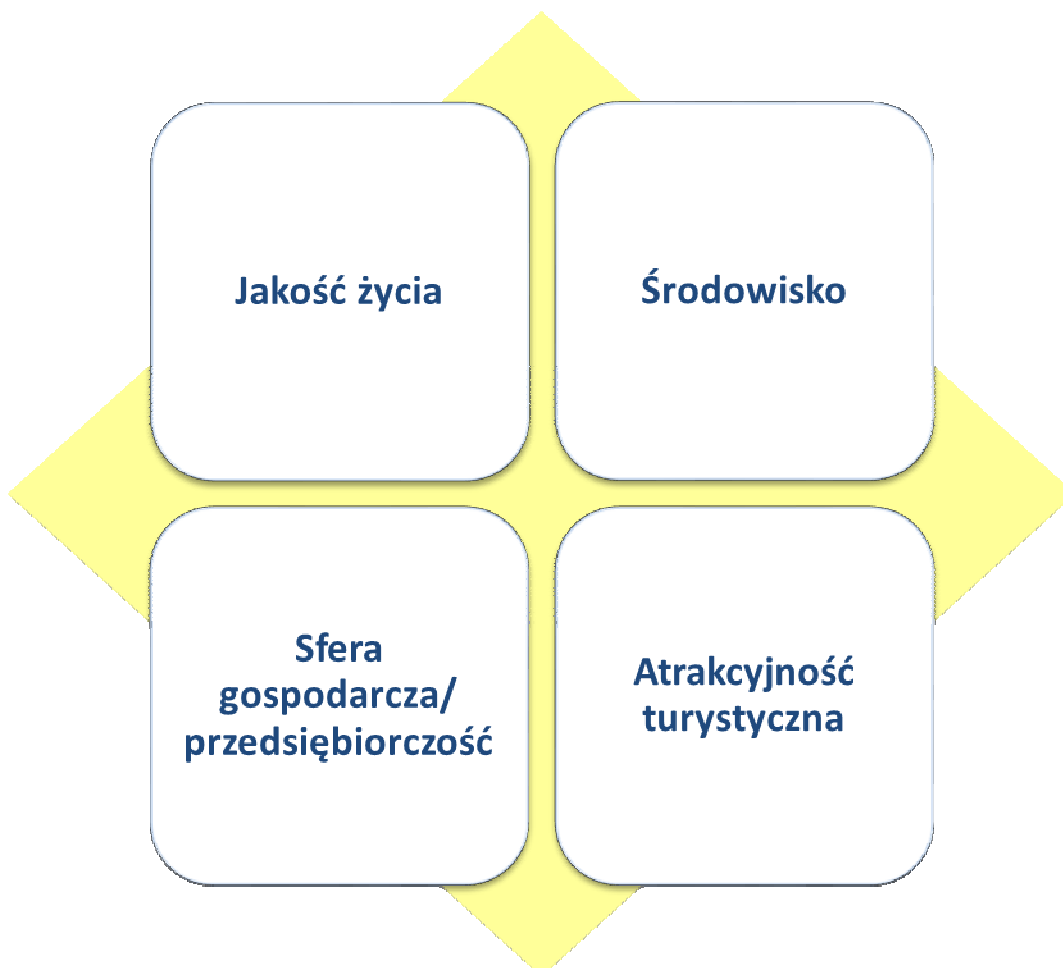 Jakość życia
Środowisko
Sfera
gospodarcza/
przedsiębiorczość
Atrakcyjność
turystyczna